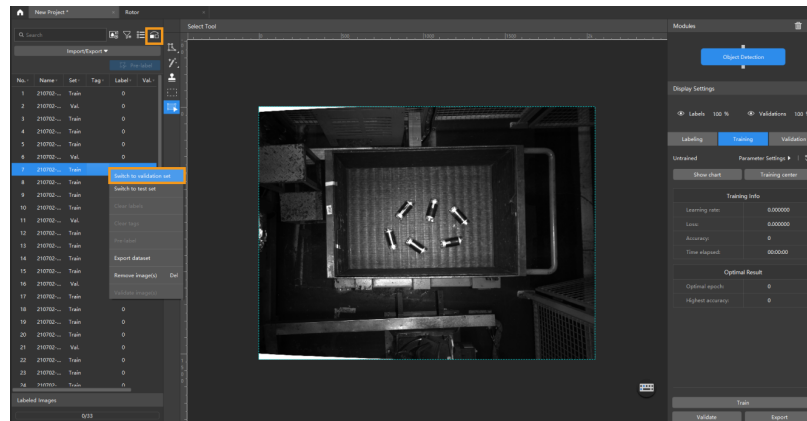 New Project *
Rotor
Search
Select Tool
Modules
Import/Export ▼
Pre-label
Object Detection
No. Name Set Tag Label Val.
1 210702-... Train 0
2 210702-... Val. 0
3 210702-... Train 0
4 210702-... Train 0
5 210702-... Train 0
6 210702-... Val. 0
7 210702-... Train
8 210702-... Train
9 210702-... Train
10 210702-... Train
11 210702-... Val.
12 210702-... Train
13 210702-... Train
14 210702-... Train
15 210702-... Train
16 210702-... Val.
17 210702-... Train
18 210702-... Train 0
19 210702-... Train 0
20 210702-... Train 0
21 210702-... Val. 0
22 210702-... Train 0
23 210702-... Train 0
24 210702-... Train 0
Switch to validation set
Switch to test set
Clear labels
Clear tags
Pre-label
Export dataset
Remove image(s) Del
Validate image(s)
Labeled Images
0/33
Display Settings
Labels 100 %
Validations 100
Labeling
Training
Validation
Untrained
Parameter Settings
Show chart
Training center
Training Info
Learning rate: 0.000000
Loss: 0.000000
Accuracy: 0
Time elapsed: 00:00:00
Optimal Result
Optimal epoch: 0
Highest accuracy: 0
Train
Validate
Export